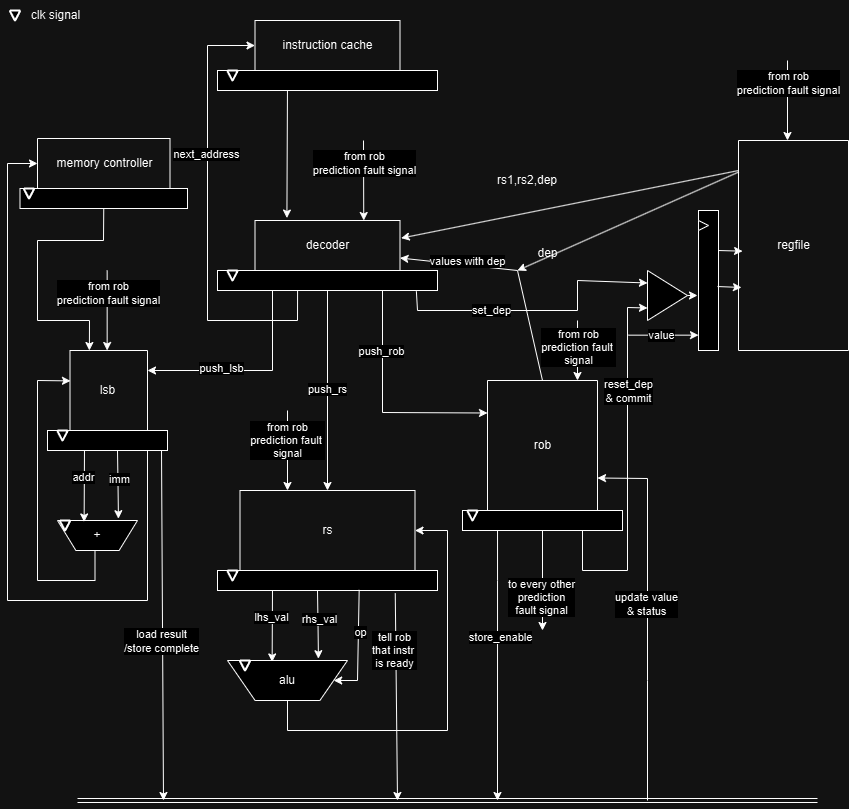 clk signal
instruction cache
from rob
prediction fault signal
memory controller
next_address
from rob
prediction fault signal
rs1,rs2,dep
regfile
decoder
dep
values with dep
from rob
prediction fault signal
set_dep
from rob
prediction fault
signal
value
push_rob
push_lsb
lsb
push_rs
reset_dep
& commit
from rob
prediction fault
signal
rob
addr
imm
+
rs
to every other
prediction
fault signal
update value
& status
lhs_val
rhs_val
op
load result
/store complete
tell rob
that instr
is ready
store_enable
alu